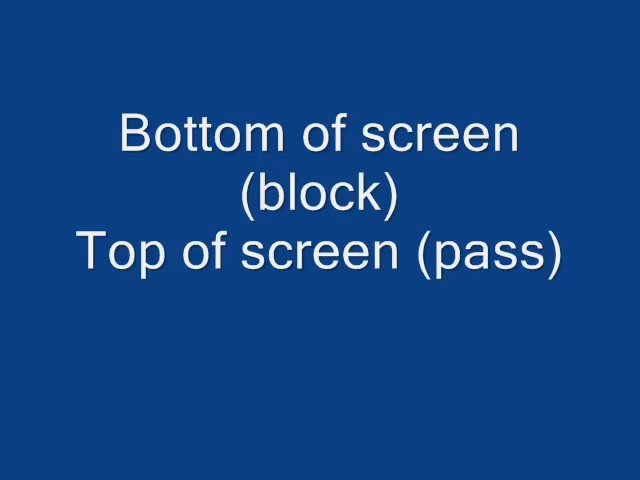 Bottom of screen
(block)
Top of screen (pass)